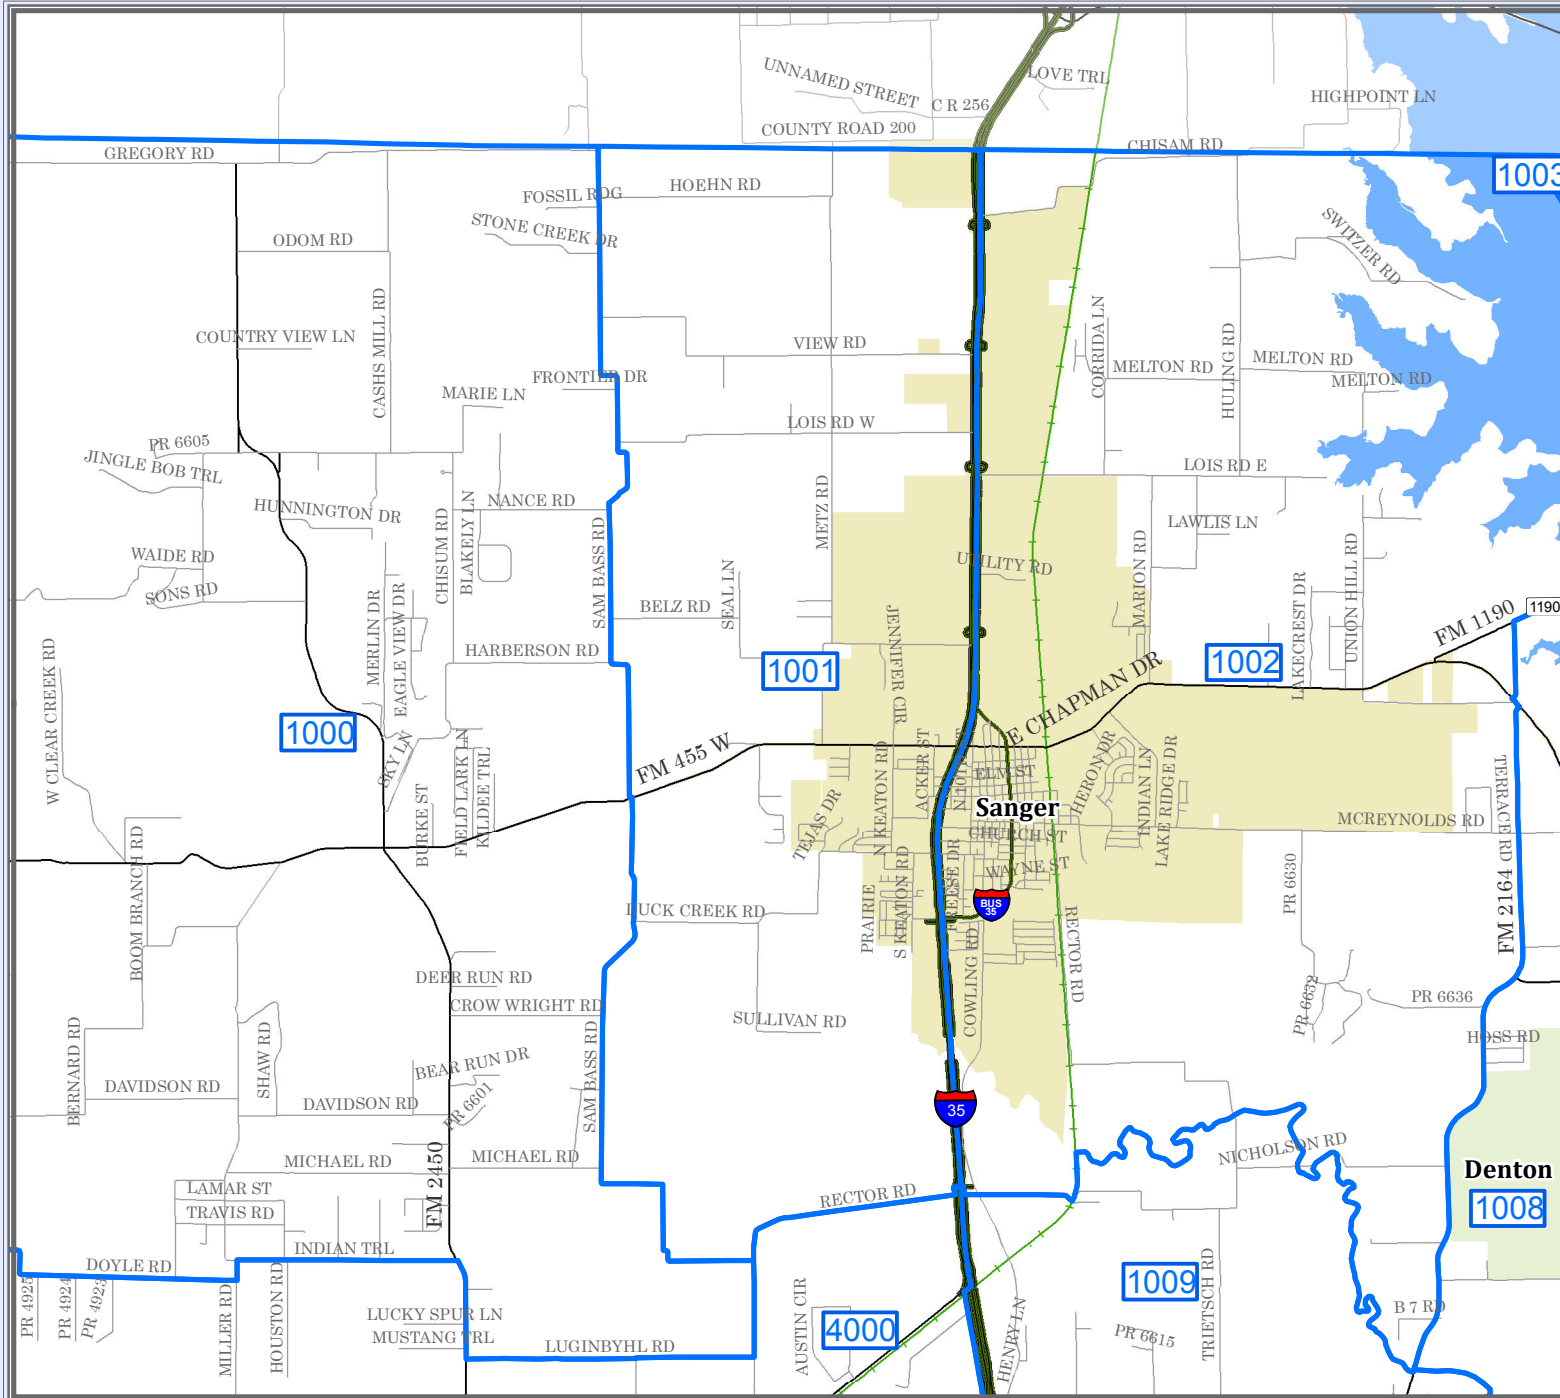 LOVE TRL
UNNAMED STREET
C R 256
HIGHPOINT LN
COUNTY ROAD 200
CHISAM RD
GREGORY RD
1003
HOEHN RD
FOSSIL RDG
STONE CREEK DR
ODOM RD
SWITZER RD
COUNTRY VIEW LN
CASHS MILL RD
VIEW RD
CORRIDA LN
HULING RD
MELTON RD
MELTON RD
MELTON RD
FRONTIER DR
MARIE LN
LOIS RD W
PR 6605
JINGLE BOB TRL
LOIS RD E
HUNNINGTON DR
NANCE RD
CHISUM RD
BLAKELY LN
SAM BASS RD
METZ RD
LAWLIS LN
WAIDE RD
SONS RD
UTILITY RD
MARION RD
UNION HILL RD
LAKECREST DR
SEAL LN
BELZ RD
JENNIFER CIR
MERLIN DR
EAGLE VIEW DR
FM 1190
1190
HARBERSON RD
1001
1002
W CLEAR CREEK RD
1000
E CHAPMAN DR
SKY LN
FM 455 W
BURKE ST
FIELD LARK LN
KILDEE TRL
N KEATON RD
ACKER ST
N 10TH ST
ELM ST
HERON DR
INDIAN LN
LAKE RIDGE DR
TERRACE RD
Sanger
TEJAS DR
CHURCH ST
MCREYNOLDS RD
BOOM BRANCH RD
WAYNE ST
PR 6630
PRAIRIE
S KEATON RD
FREESE DR
BUS
35
DUCK CREEK RD
FM 2164
COWLING RD
RECTOR RD
DEER RUN RD
CROW WRIGHT RD
SULLIVAN RD
PR 6632
PR 6636
HOSS RD
BERNARD RD
SHAW RD
BEAR RUN DR
SAM BASS RD
DAVIDSON RD
DAVIDSON RD
PR 6601
35
MICHAEL RD
MICHAEL RD
NICHOLSON RD
Denton
FM 2450
LAMAR ST
TRAVIS RD
RECTOR RD
1008
INDIAN TRL
DOYLE RD
PR 4925
PR 4924
PR 4923
MILLER RD
HOUSTON RD
1009
TRIETSCH RD
LUCKY SPUR LN
MUSTANG TRL
AUSTIN CIR
4000
HENRY LN
PR 6615
B 7 RD
LUGINBYHL RD